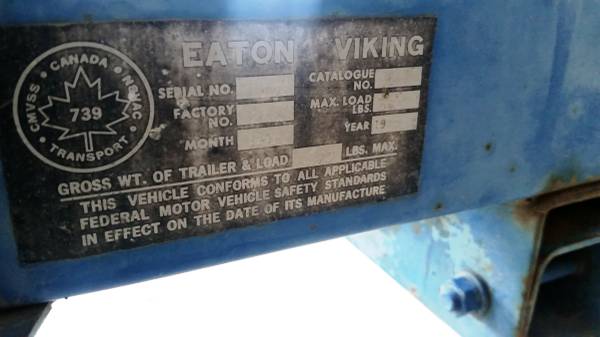 EATON VIKING
CMVSS • CANADA • NSVAC • TRANSPORT •
739
SERIAL NO.
CATALOGUE NO.
FACTORY NO.
MAX. LOAD LBS.
MONTH
YEAR 19
GROSS WT. OF TRAILER & LOAD LBS. MAX.
THIS VEHICLE CONFORMS TO ALL APPLICABLE
FEDERAL MOTOR VEHICLE SAFETY STANDARDS
IN EFFECT ON THE DATE OF ITS MANUFACTURE